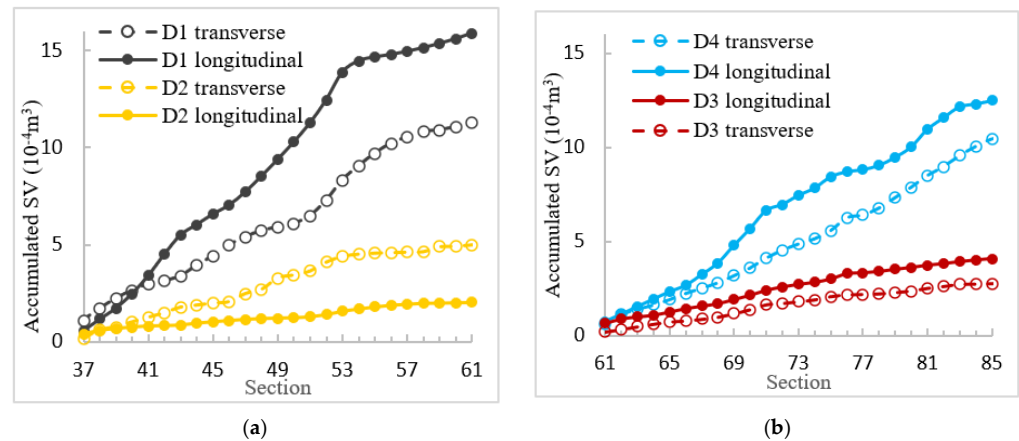 D1 transverse
D1 longitudinal
D2 transverse
D2 longitudinal
Accumulated SV (10⁻⁴m³)
15
10
5
0
37 41 45 49 53 57 61
Section
(a)
D4 transverse
D4 longitudinal
D3 longitudinal
D3 transverse
Accumulated SV (10⁻⁴m³)
15
10
5
0
61 65 69 73 77 81 85
Section
(b)